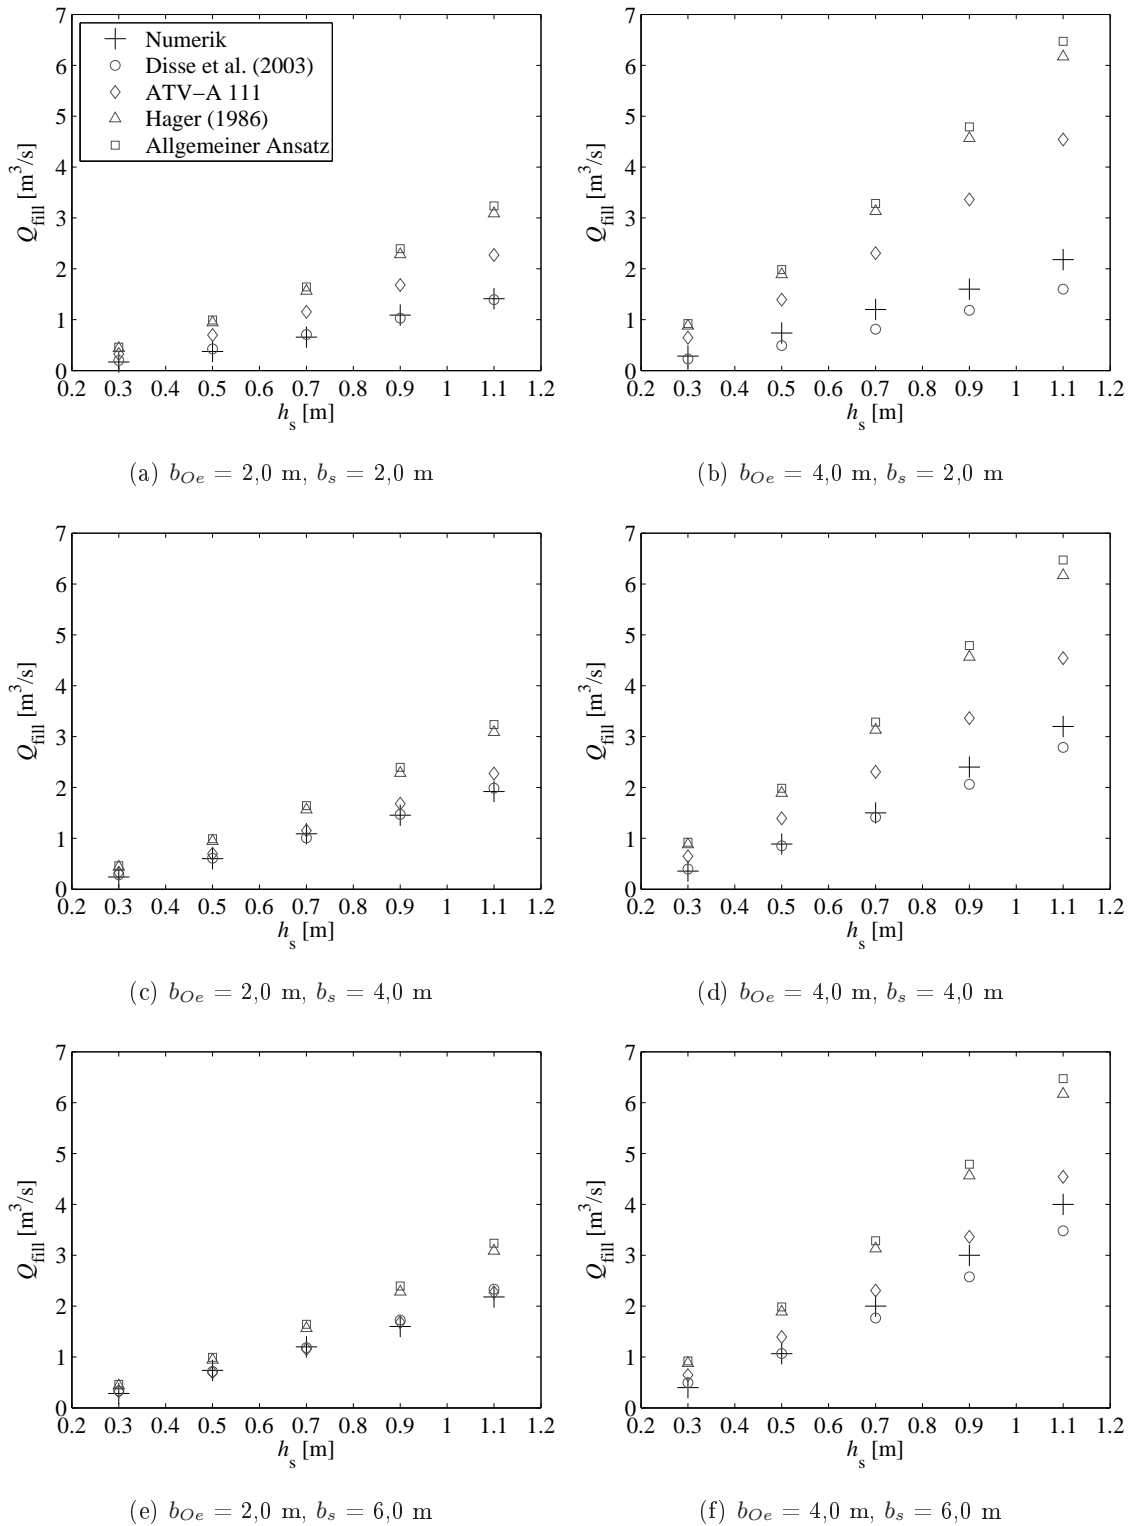 7
6
5
4
3
2
1
0
Q_fill [m³/s]
Numerik
Disse et al. (2003)
ATV−A 111
Hager (1986)
Allgemeiner Ansatz
0.2 0.3 0.4 0.5 0.6 0.7 0.8 0.9 1 1.1 1.2
h_s [m]
(a) b_Oe = 2,0 m, b_s = 2,0 m
7
6
5
4
3
2
1
0
Q_fill [m³/s]
0.2 0.3 0.4 0.5 0.6 0.7 0.8 0.9 1 1.1 1.2
h_s [m]
(b) b_Oe = 4,0 m, b_s = 2,0 m
7
6
5
4
3
2
1
0
Q_fill [m³/s]
0.2 0.3 0.4 0.5 0.6 0.7 0.8 0.9 1 1.1 1.2
h_s [m]
(c) b_Oe = 2,0 m, b_s = 4,0 m
7
6
5
4
3
2
1
0
Q_fill [m³/s]
0.2 0.3 0.4 0.5 0.6 0.7 0.8 0.9 1 1.1 1.2
h_s [m]
(d) b_Oe = 4,0 m, b_s = 4,0 m
7
6
5
4
3
2
1
0
Q_fill [m³/s]
0.2 0.3 0.4 0.5 0.6 0.7 0.8 0.9 1 1.1 1.2
h_s [m]
(e) b_Oe = 2,0 m, b_s = 6,0 m
7
6
5
4
3
2
1
0
Q_fill [m³/s]
0.2 0.3 0.4 0.5 0.6 0.7 0.8 0.9 1 1.1 1.2
h_s [m]
(f) b_Oe = 4,0 m, b_s = 6,0 m